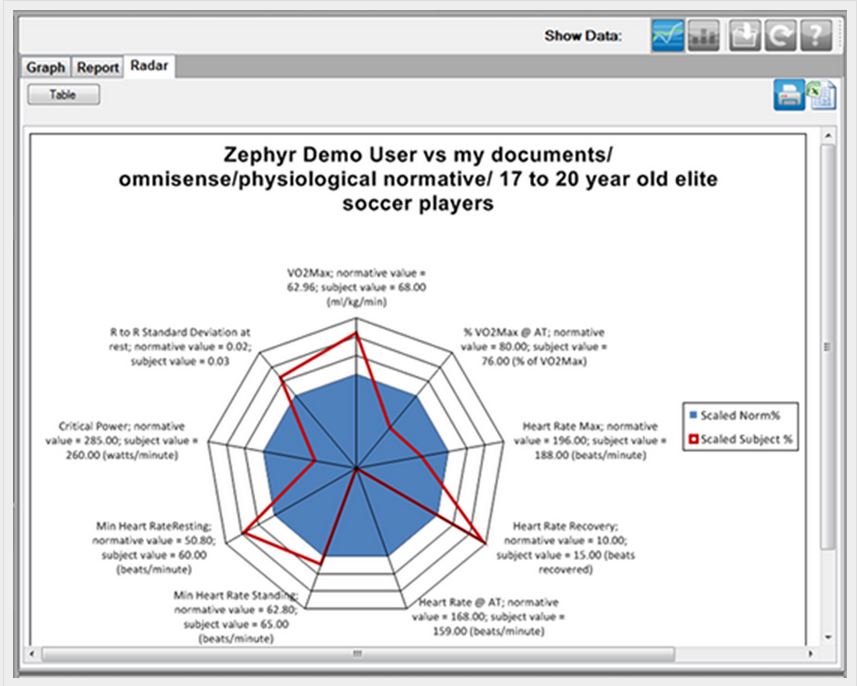 Show Data:
?
Graph Report Radar
Table
Zephyr Demo User vs my documents/
omnisense/physiological normative/ 17 to 20 year old elite
soccer players
VO2Max; normative value =
62.96; subject value = 68.00
(ml/kg/min)
% VO2Max @ AT; normative
value = 80.00; subject value =
76.00 (% of VO2Max)
Heart Rate Max; normative
value = 196.00; subject value =
188.00 (beats/minute)
Heart Rate Recovery;
normative value = 10.00;
subject value = 15.00 (beats
recovered)
Heart Rate @ AT; normative
value = 168.00; subject value =
159.00 (beats/minute)
Min Heart Rate Standing;
normative value = 62.80;
subject value = 65.00
(beats/minute)
Min Heart RateResting;
normative value = 50.80;
subject value = 60.00
(beats/minute)
Critical Power; normative
value = 285.00; subject value =
260.00 (watts/minute)
R to R Standard Deviation at
rest; normative value = 0.02;
subject value = 0.03
Scaled Norm%
Scaled Subject %